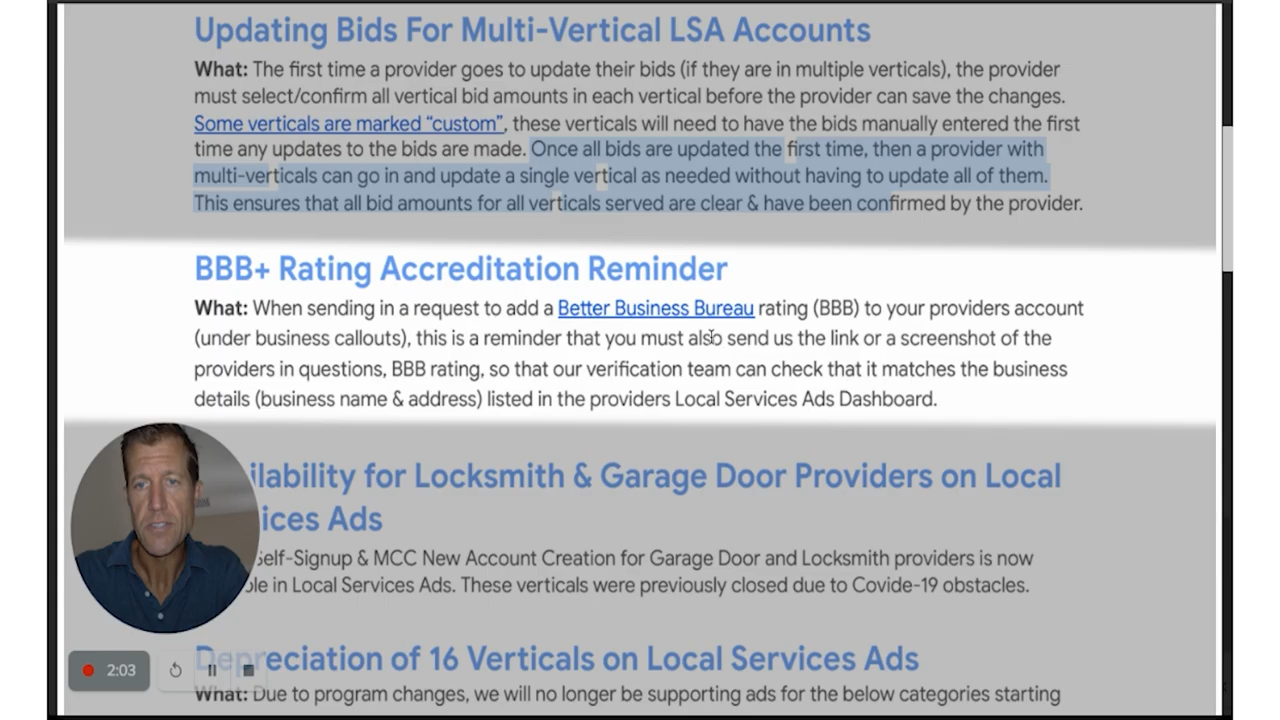 Updating Bids For Multi-Vertical LSA Accounts
What: The first time a provider goes to update their bids (if they are in multiple verticals), the provider
must select/confirm all vertical bid amounts in each vertical before the provider can save the changes.
Some verticals are marked “custom”, these verticals will need to have the bids manually entered the first
time any updates to the bids are made. Once all bids are updated the first time, then a provider with
multi-verticals can go in and update a single vertical as needed without having to update all of them.
This ensures that all bid amounts for all verticals served are clear & have been confirmed by the provider.
BBB+ Rating Accreditation Reminder
What: When sending in a request to add a Better Business Bureau rating (BBB) to your providers account
(under business callouts), this is a reminder that you must also send us the link or a screenshot of the
providers in questions, BBB rating, so that our verification team can check that it matches the business
details (business name & address) listed in the providers Local Services Ads Dashboard.
ilability for Locksmith & Garage Door Providers on Local
ices Ads
Self-Signup & MCC New Account Creation for Garage Door and Locksmith providers is now
ble in Local Services Ads. These verticals were previously closed due to Covide-19 obstacles.
Depreciation of 16 Verticals on Local Services Ads
What: Due to program changes, we will no longer be supporting ads for the below categories starting
2:03